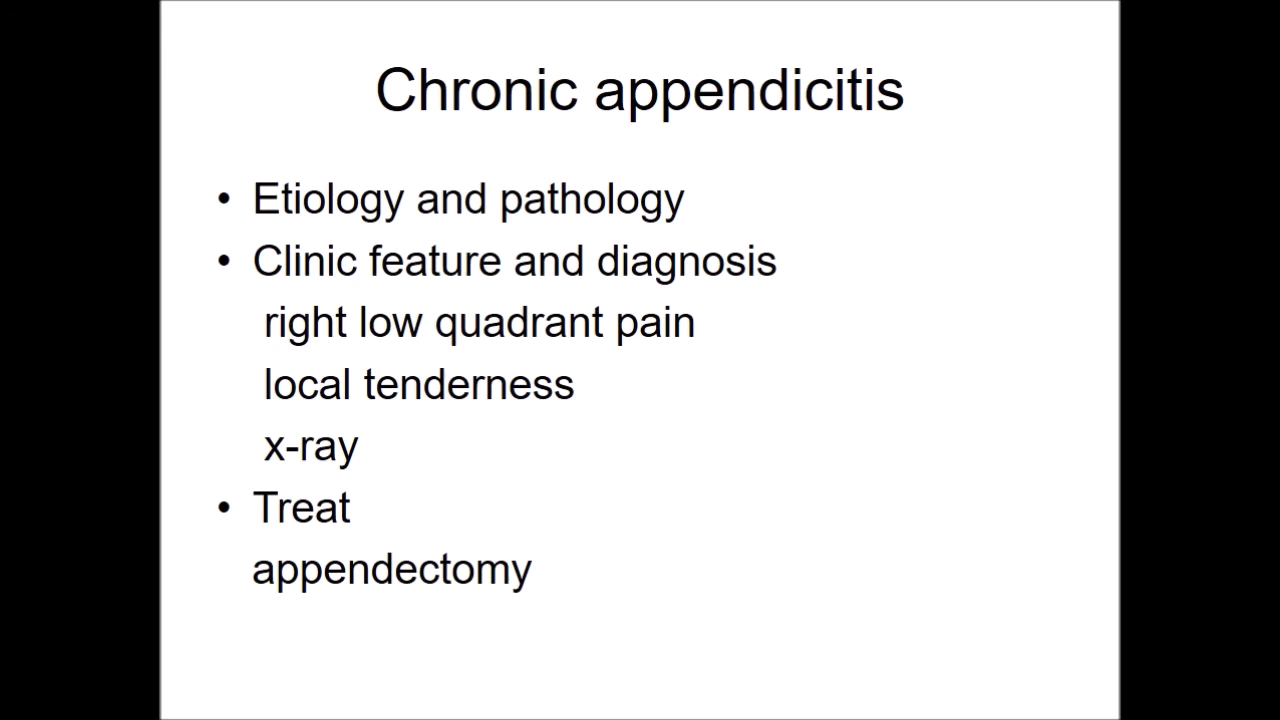 Chronic appendicitis
• Etiology and pathology
• Clinic feature and diagnosis
right low quadrant pain
local tenderness
x-ray
• Treat
appendectomy